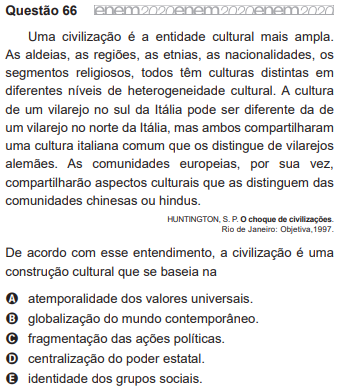 Questão 66 enem2020enem2020enem2020
Uma civilização é a entidade cultural mais ampla.
As aldeias, as regiões, as etnias, as nacionalidades, os
segmentos religiosos, todos têm culturas distintas em
diferentes níveis de heterogeneidade cultural. A cultura
de um vilarejo no sul da Itália pode ser diferente da de
um vilarejo no norte da Itália, mas ambos compartilharam
uma cultura italiana comum que os distingue de vilarejos
alemães. As comunidades europeias, por sua vez,
compartilharão aspectos culturais que as distinguem das
comunidades chinesas ou hindus.
HUNTINGTON, S. P. O choque de civilizações.
Rio de Janeiro: Objetiva,1997.
De acordo com esse entendimento, a civilização é uma
construção cultural que se baseia na
A atemporalidade dos valores universais.
B globalização do mundo contemporâneo.
C fragmentação das ações políticas.
D centralização do poder estatal.
E identidade dos grupos sociais.